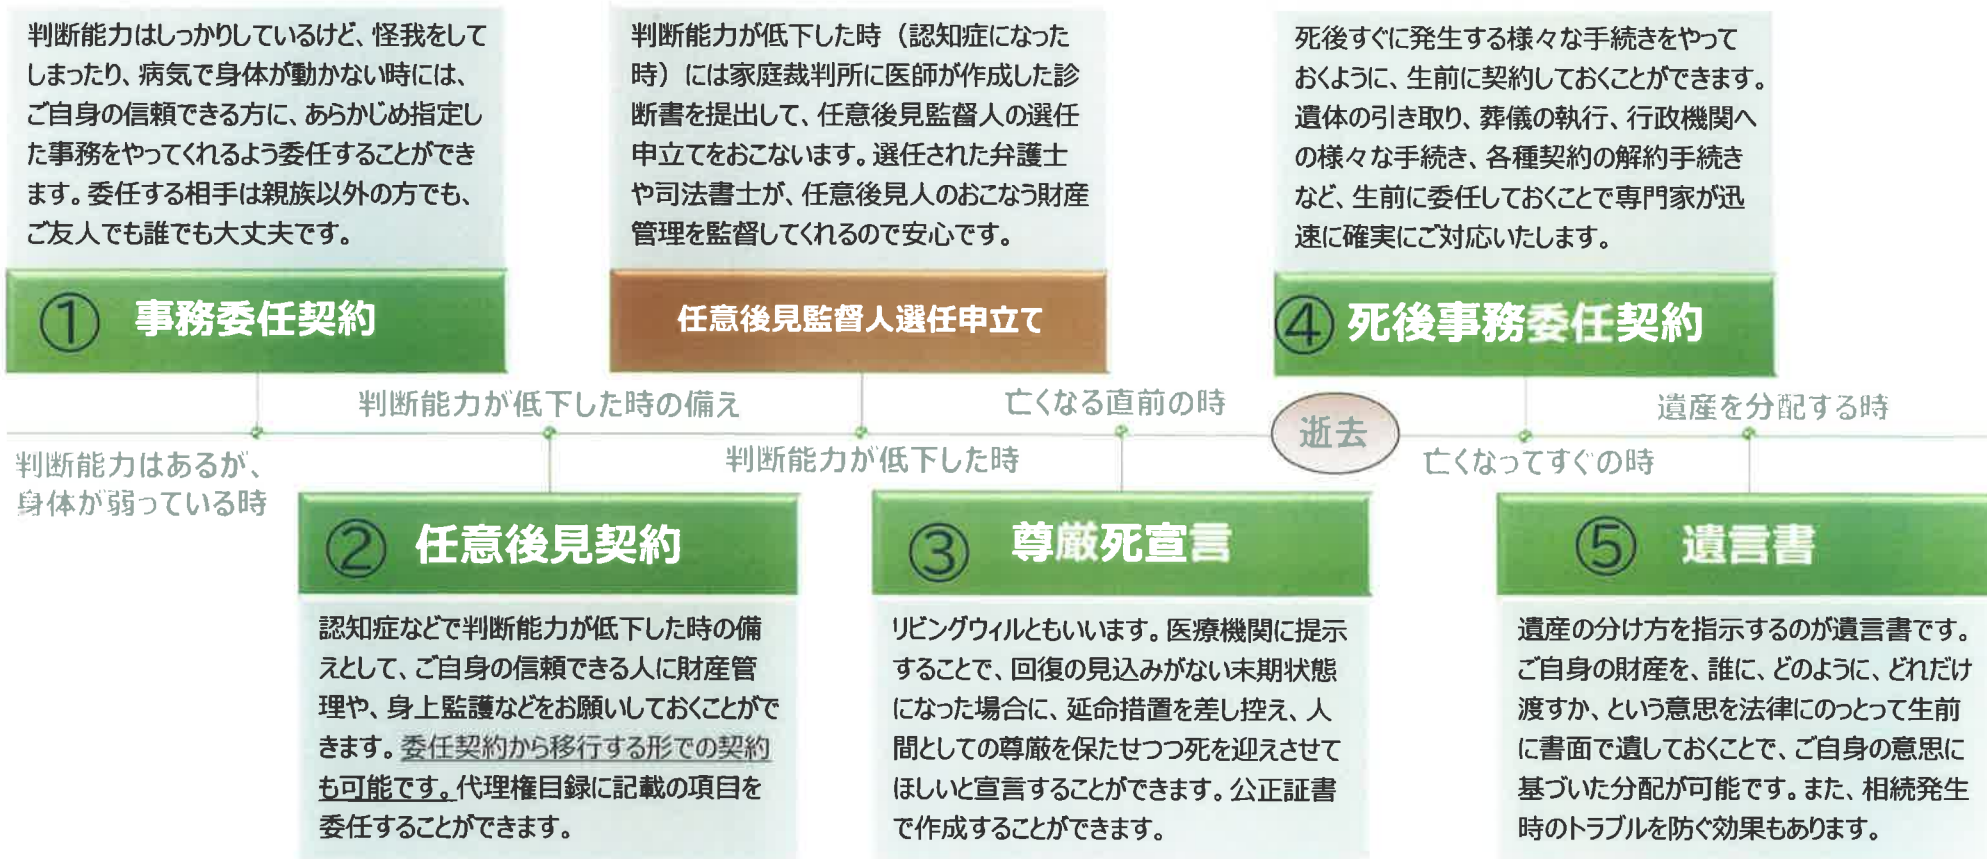 判断能力はしっかりしているけど、怪我をして
しまったり、病気で身体が動かない時には、
ご自身の信頼できる方に、あらかじめ指定し
た事務をやってくれるよう委任することができ
ます。委任する相手は親族以外の方でも、
ご友人でも誰でも大丈夫です。
① 事務委任契約
判断能力はあるが、
身体が弱っている時
判断能力が低下した時の備え
② 任意後見契約
認知症などで判断能力が低下した時の備
えとして、ご自身の信頼できる人に財産管
理や、身上監護などをお願いしておくことがで
きます。委任契約から移行する形での契約
も可能です。代理権目録に記載の項目を
委任することができます。
判断能力が低下した時（認知症になった
時）には家庭裁判所に医師が作成した診
断書を提出して、任意後見監督人の選任
申立てをおこないます。選任された弁護士
や司法書士が、任意後見人のおこなう財産
管理を監督してくれるので安心です。
任意後見監督人選任申立て
判断能力が低下した時
亡くなる直前の時
③ 尊厳死宣言
リビングウィルともいいます。医療機関に提示
することで、回復の見込みがない末期状態
になった場合に、延命措置を差し控え、人
間としての尊厳を保たせつつ死を迎えさせて
ほしいと宣言することができます。公正証書
で作成することができます。
逝去
死後すぐに発生する様々な手続きをやって
おくように、生前に契約しておくことができます。
遺体の引き取り、葬儀の執行、行政機関へ
の様々な手続き、各種契約の解約手続き
など、生前に委任しておくことで専門家が迅
速に確実にご対応いたします。
④ 死後事務委任契約
亡くなってすぐの時
遺産を分配する時
⑤ 遺言書
遺産の分け方を指示するのが遺言書です。
ご自身の財産を、誰に、どのように、どれだけ
渡すか、という意思を法律にのっとって生前
に書面で遺しておくことで、ご自身の意思に
基づいた分配が可能です。また、相続発生
時のトラブルを防ぐ効果もあります。